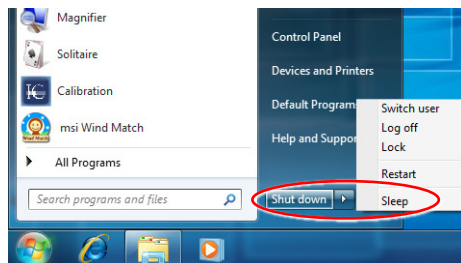 Magnifier
Solitaire
Calibration
msi Wind Match
All Programs
Search programs and files
Control Panel
Devices and Printers
Default Program
Help and Suppor
Shut down
Switch user
Log off
Lock
Restart
Sleep